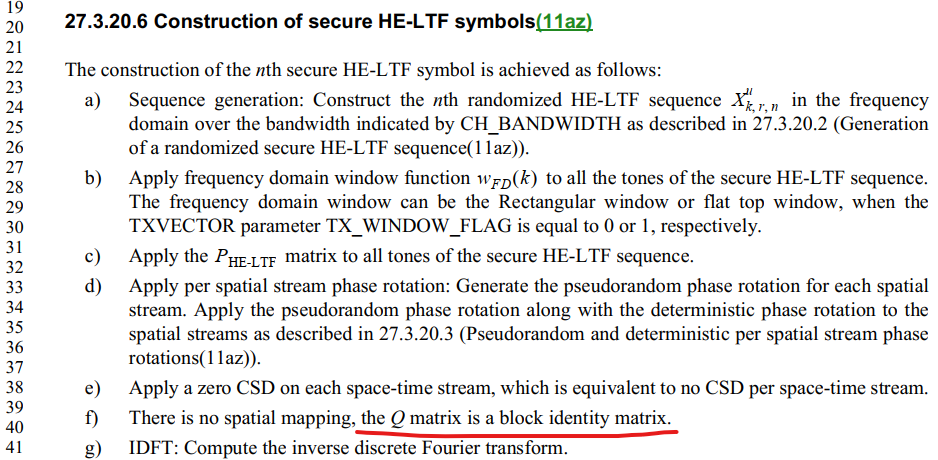 19
20 27.3.20.6 Construction of secure HE-LTF symbols(11az)
21
22 The construction of the nth secure HE-LTF symbol is achieved as follows:
23
24 a) Sequence generation: Construct the nth randomized HE-LTF sequence X^u_{k, r, n} in the frequency
25 domain over the bandwidth indicated by CH_BANDWIDTH as described in 27.3.20.2 (Generation
26 of a randomized secure HE-LTF sequence(11az)).
27
28 b) Apply frequency domain window function w_{FD}(k) to all the tones of the secure HE-LTF sequence.
29 The frequency domain window can be the Rectangular window or flat top window, when the
30 TXVECTOR parameter TX_WINDOW_FLAG is equal to 0 or 1, respectively.
31
32 c) Apply the P_{HE-LTF} matrix to all tones of the secure HE-LTF sequence.
33 d) Apply per spatial stream phase rotation: Generate the pseudorandom phase rotation for each spatial
34 stream. Apply the pseudorandom phase rotation along with the deterministic phase rotation to the
35 spatial streams as described in 27.3.20.3 (Pseudorandom and deterministic per spatial stream phase
36 rotations(11az)).
37
38 e) Apply a zero CSD on each space-time stream, which is equivalent to no CSD per space-time stream.
39
40 f) There is no spatial mapping, the Q matrix is a block identity matrix.
41 g) IDFT: Compute the inverse discrete Fourier transform.